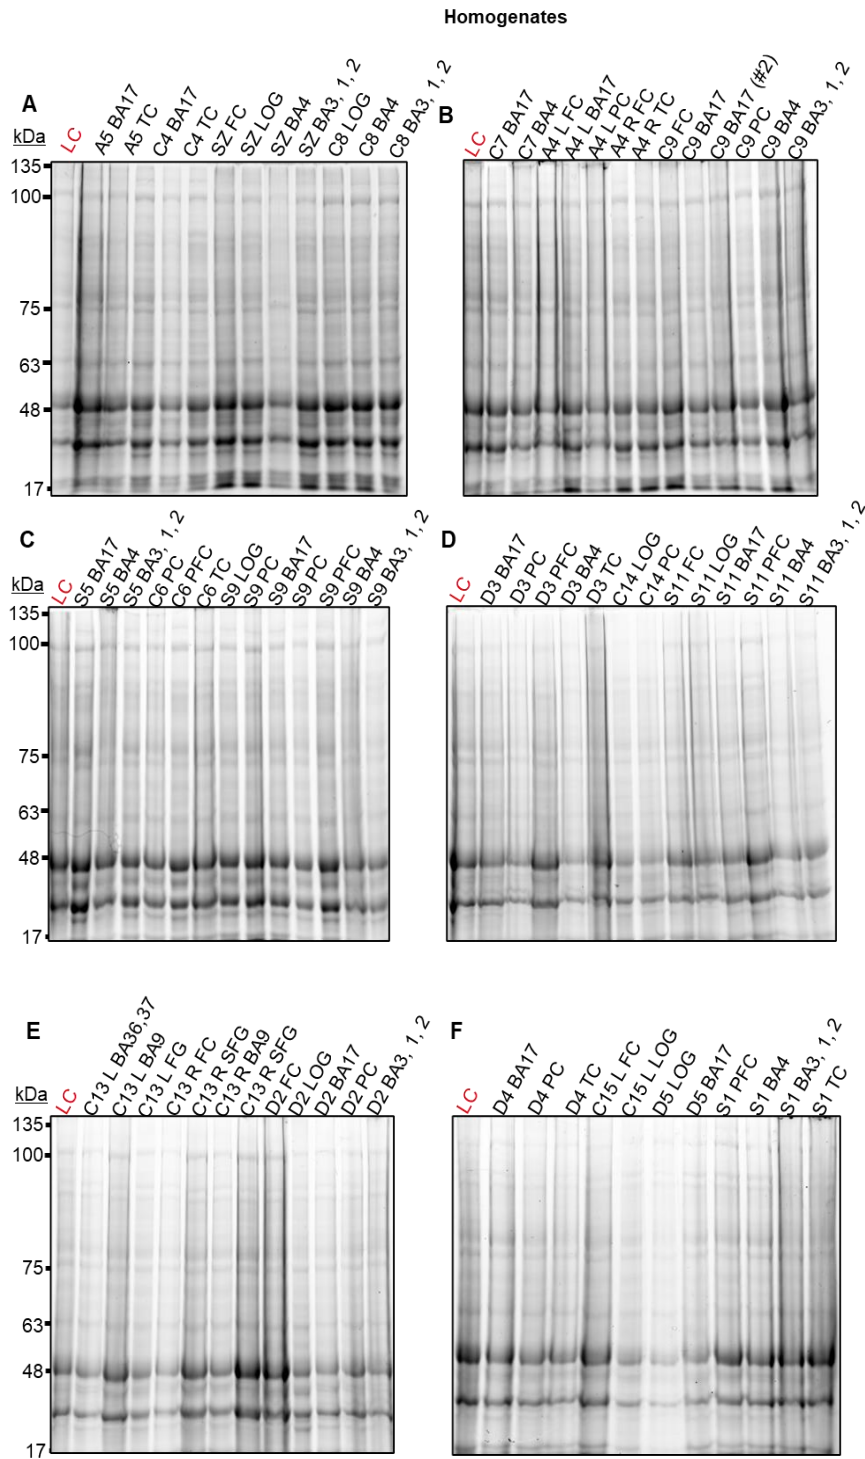 Homogenates
A
kDa
LC
A5 BA17
A5 TC
C4 BA17
C4 TC
SZ FC
SZ LOG
SZ BA4
SZ BA3, 1, 2
C8 LOG
C8 BA4
C8 BA3, 1, 2
135
100
75
63
48
17
B
LC
C7 BA17
C7 BA4
A4 L FC
A4 L BA17
A4 L PC
A4 R FC
A4 R TC
C9 FC
C9 BA17
C9 BA17 (#2)
C9 PC
C9 BA4
C9 BA3, 1, 2
C
kDa
LC
S5 BA17
S5 BA4
S5 BA3, 1, 2
C6 PC
C6 PFC
C6 TC
S9 LOG
S9 PC
S9 BA17
S9 PC
S9 PFC
S9 BA4
S9 BA3, 1, 2
135
100
75
63
48
17
D
LC
D3 BA17
D3 PC
D3 PFC
D3 BA4
D3 TC
C14 LOG
C14 PC
S11 FC
S11 LOG
S11 BA17
S11 PFC
S11 BA4
S11 BA3, 1, 2
E
kDa
LC
C13 L BA36,37
C13 L BA9
C13 L FG
C13 R FC
C13 R SFG
C13 R BA9
C13 R SFG
D2 FC
D2 LOG
D2 BA17
D2 PC
D2 BA3, 1, 2
135
100
75
63
48
17
F
LC
D4 BA17
D4 PC
D4 TC
C15 L FC
C15 L LOG
D5 LOG
D5 BA17
S1 PFC
S1 BA4
S1 BA3, 1, 2
S1 TC